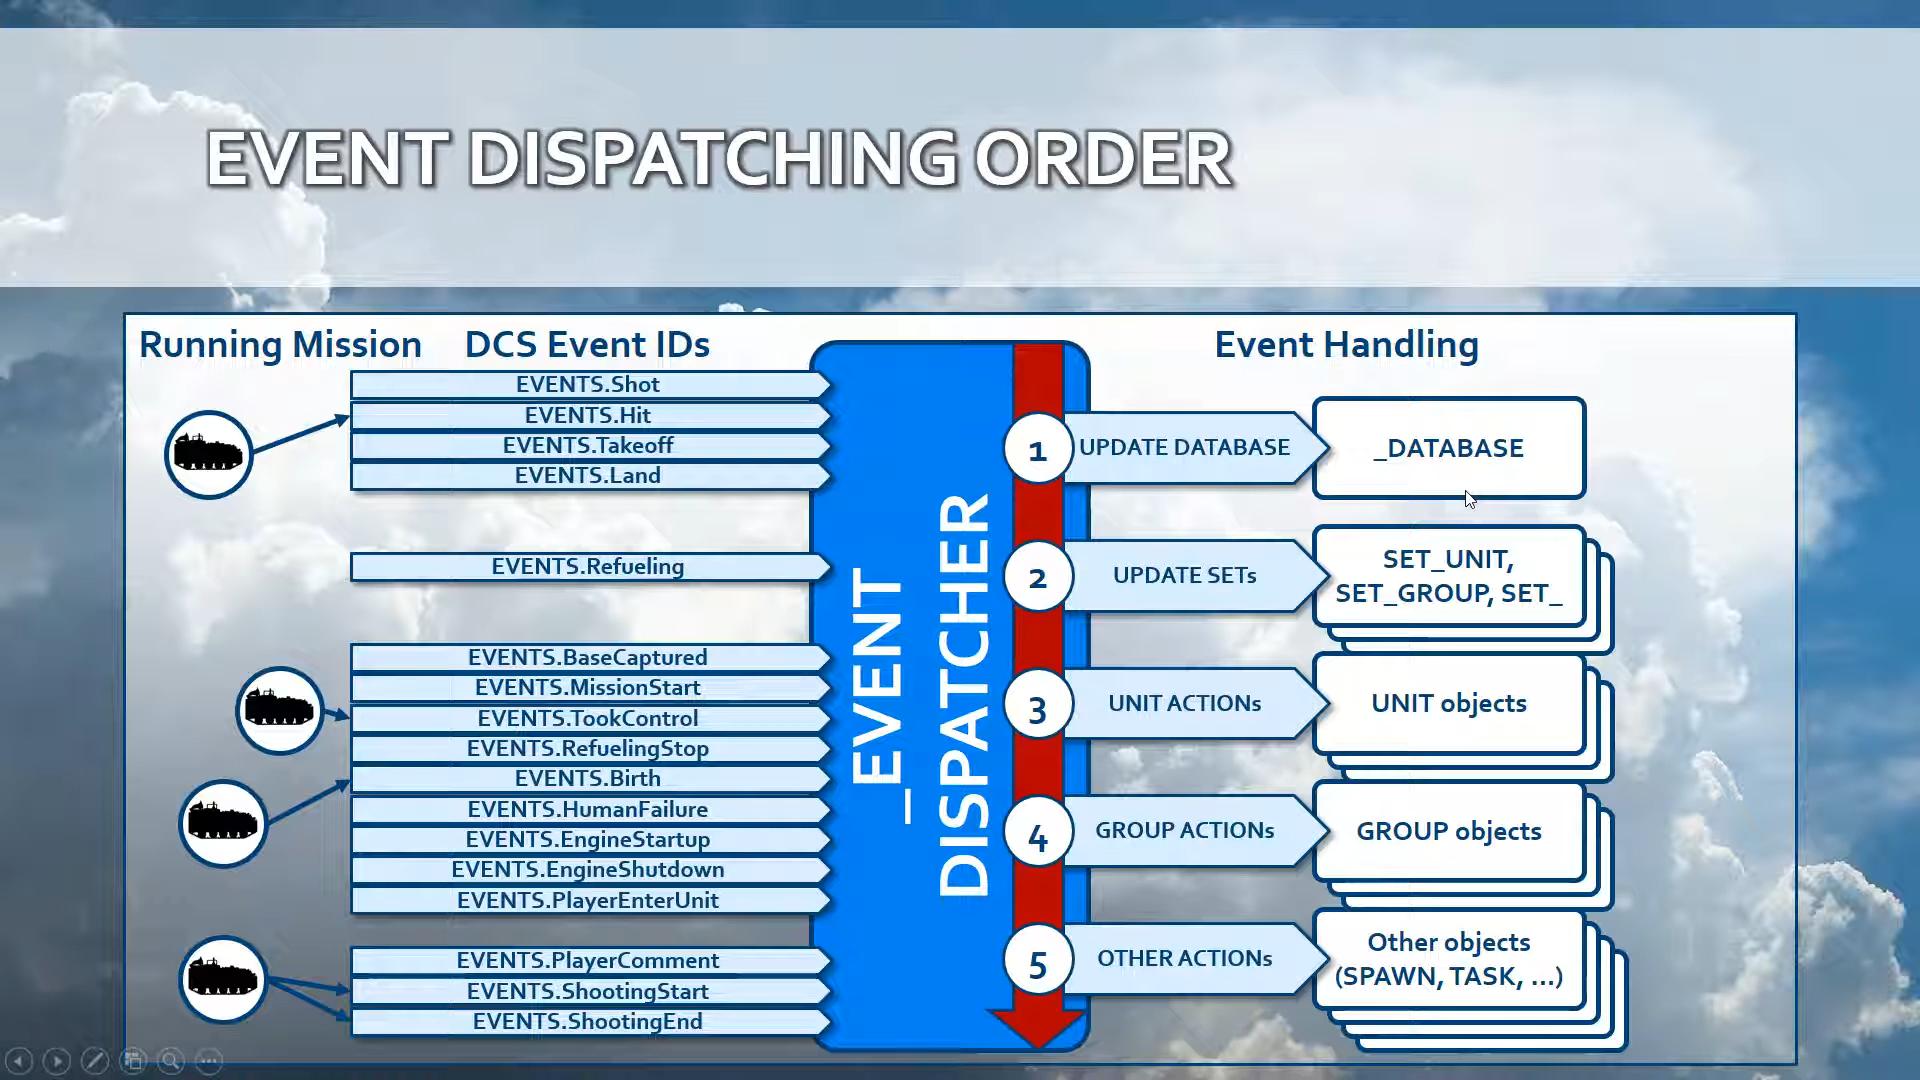 EVENT DISPATCHING ORDER
Running Mission
DCS Event IDs
Event Handling
EVENTS.Shot
EVENTS.Hit
EVENTS.Takeoff
EVENTS.Land
EVENTS.Refueling
EVENTS.BaseCaptured
EVENTS.MissionStart
EVENTS.TookControl
EVENTS.RefuelingStop
EVENTS.Birth
EVENTS.HumanFailure
EVENTS.EngineStartup
EVENTS.EngineShutdown
EVENTS.PlayerEnterUnit
EVENTS.PlayerComment
EVENTS.ShootingStart
EVENTS.ShootingEnd
_EVENT
DISPATCHER
1
UPDATE DATABASE
_DATABASE
2
UPDATE SETs
SET_UNIT,
SET_GROUP, SET_
3
UNIT ACTIONs
UNIT objects
4
GROUP ACTIONs
GROUP objects
5
OTHER ACTIONs
Other objects
(SPAWN, TASK, ...)